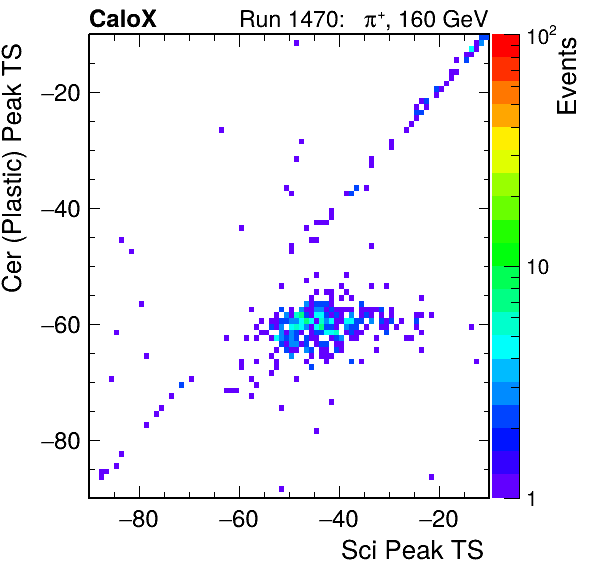 CaloX Run 1470: π⁺, 160 GeV
Cer (Plastic) Peak TS
−20
−40
−60
−80
−80 −60 −40 −20
Sci Peak TS
10²
10
1
Events